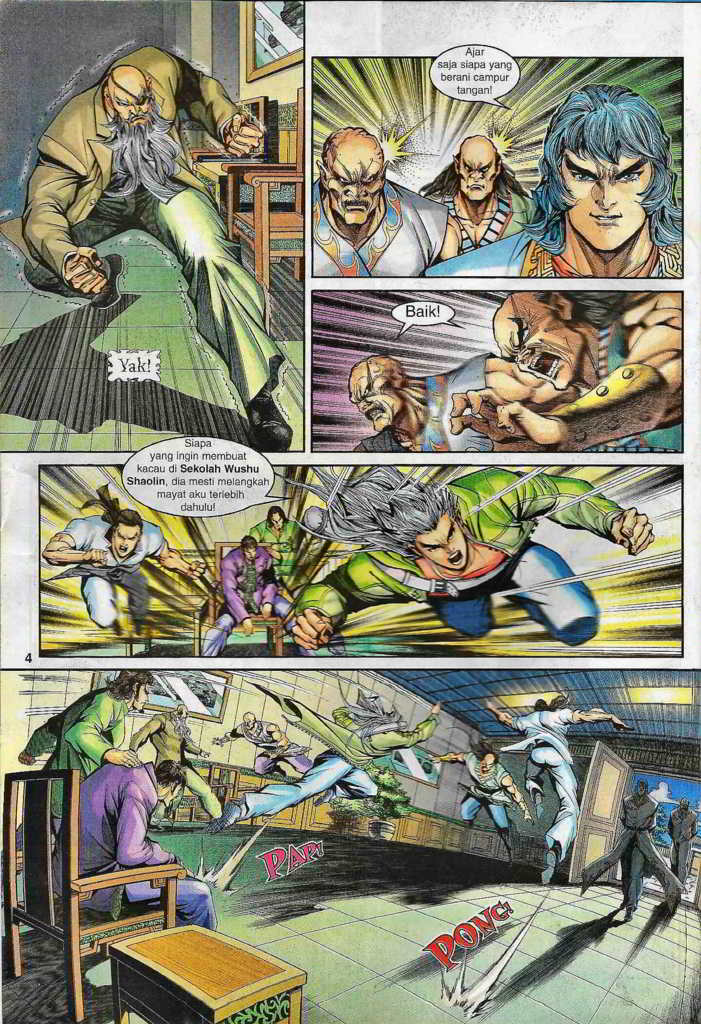 Ajar
saja siapa yang
berani campur
tangan!
Yak!
Baik!
Siapa
yang ingin membuat
kacau di Sekolah Wushu
Shaolin, dia mesti melangkah
mayat aku terlebih
dahulu!
4
PAP!
PONG!